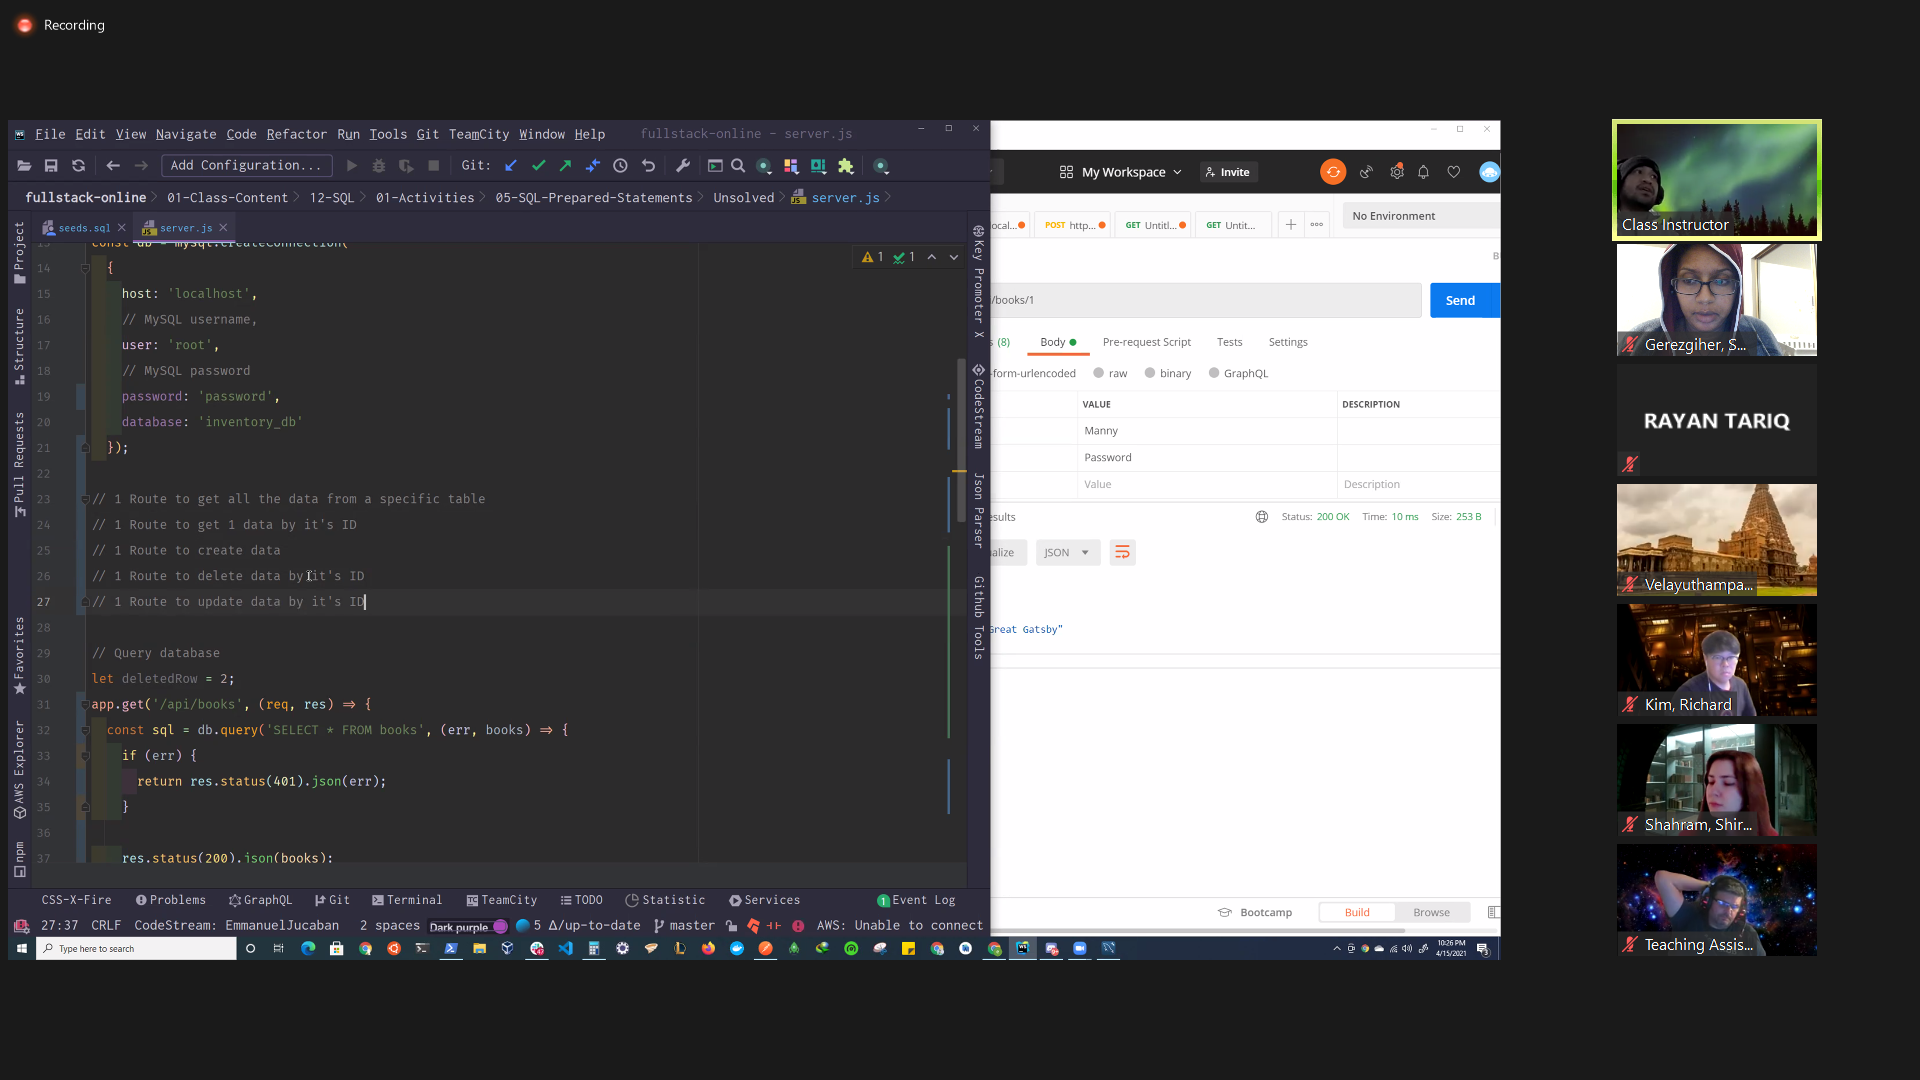 Recording
File Edit View Navigate Code Refactor Run Tools Git TeamCity Window Help fullstack-online - server.js
Add Configuration... Git:
fullstack-online 01-Class-Content 12-SQL 01-Activities 05-SQL-Prepared-Statements Unsolved server.js
seeds.sql server.js
1 1
14 {
15 host: 'localhost',
16 // MySQL username,
17 user: 'root',
18 // MySQL password
19 password: 'password',
20 database: 'inventory_db'
21 });
22
23 // 1 Route to get all the data from a specific table
24 // 1 Route to get 1 data by it's ID
25 // 1 Route to create data
26 // 1 Route to delete data by it's ID
27 // 1 Route to update data by it's ID
28
29 // Query database
30 let deletedRow = 2;
31 app.get('/api/books', (req, res) => {
32 const sql = db.query('SELECT * FROM books', (err, books) => {
33 if (err) {
34 return res.status(401).json(err);
35 }
36
37 res.status(200).json(books);
Project
Structure
Pull Requests
Favorites
AWS Explorer
npm
Key Promoter X
CodeStream
Json Parser
Github Tools
CSS-X-Fire Problems GraphQL Git Terminal TeamCity TODO Statistic Services 1 Event Log
27:37 CRLF CodeStream: EmmanuelJucaban 2 spaces Dark purple 5 Δ/up-to-date master AWS: Unable to connect
My Workspace Invite
POST http... GET Untitl... GET Untit... No Environment
/books/1 Send
(8) Body Pre-request Script Tests Settings
-form-urlencoded raw binary GraphQL
VALUE DESCRIPTION
Manny
Password
Value Description
Status: 200 OK Time: 10 ms Size: 253 B
JSON
Great Gatsby"
Bootcamp Build Browse
Type here to search
10:26 PM
4/15/2021
3
Class Instructor
Gerezgiher, S...
RAYAN TARIQ
Velayuthampa...
Kim, Richard
Shahram, Shir...
Teaching Assis...